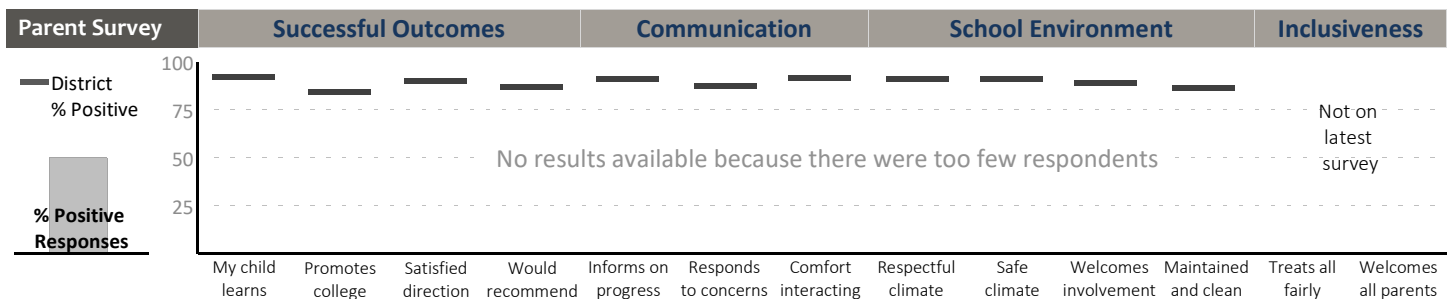 Parent Survey
Successful Outcomes
Communication
School Environment
Inclusiveness
District
% Positive
% Positive
Responses
100
75
50
25
No results available because there were too few respondents
Not on
latest
survey
My child
learns
Promotes
college
Satisfied
direction
Would
recommend
Informs on
progress
Responds
to concerns
Comfort
interacting
Respectful
climate
Safe
climate
Welcomes
involvement
Maintained
and clean
Treats all
fairly
Welcomes
all parents